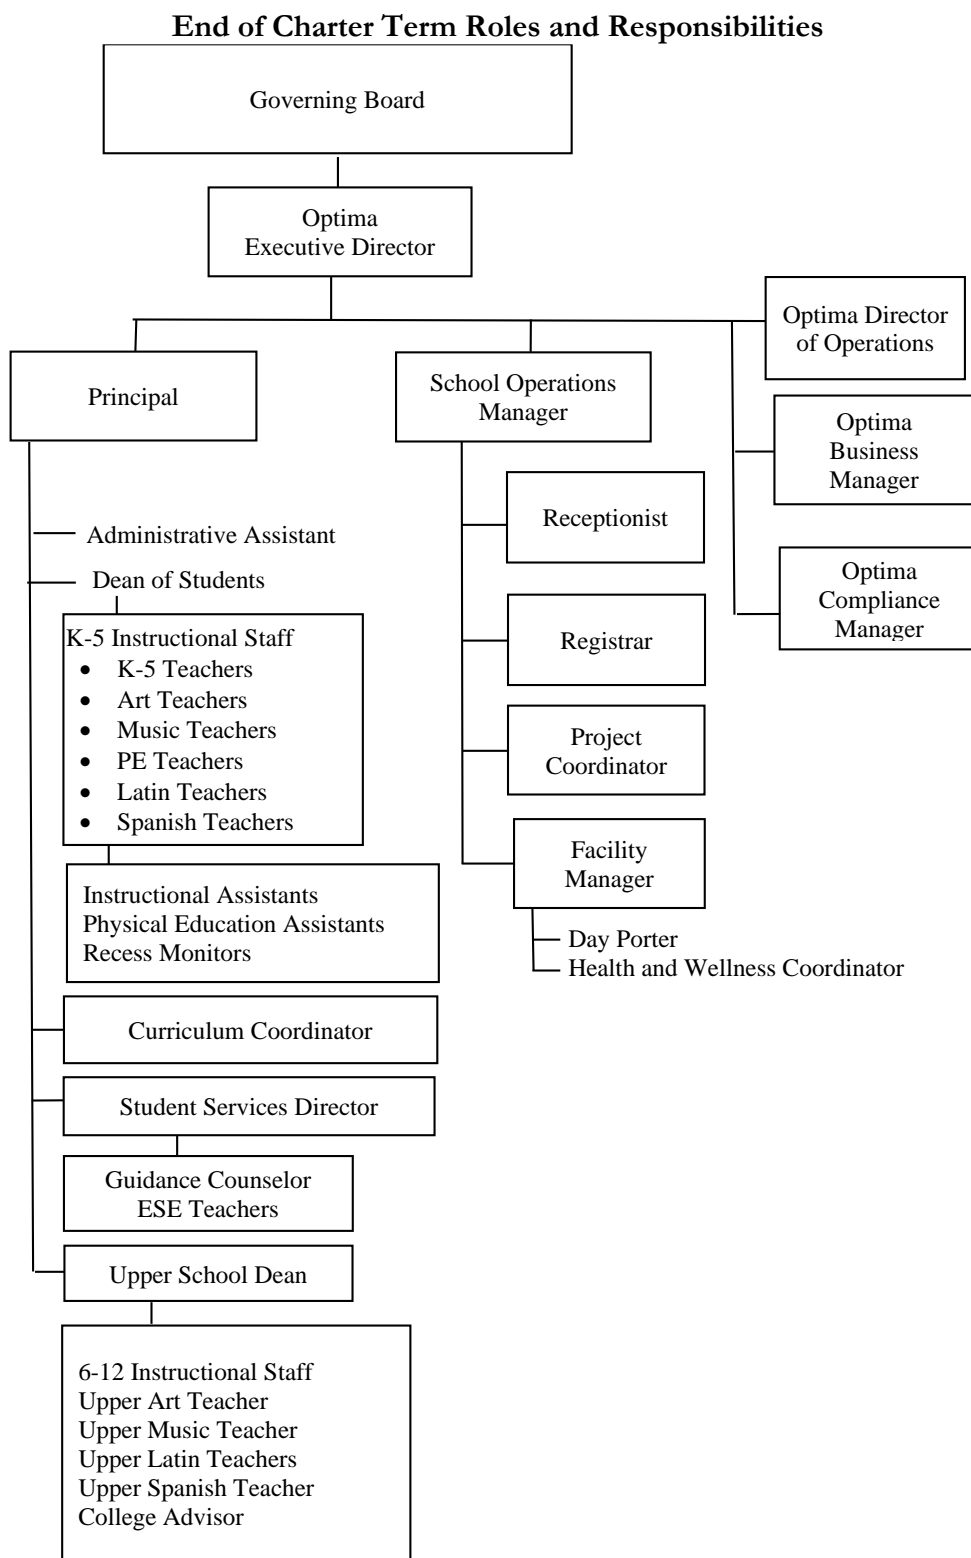 End of Charter Term Roles and Responsibilities
Governing Board
Optima
Executive Director
Optima Director
of Operations
Principal
School Operations
Manager
Optima
Business
Manager
Receptionist
Administrative Assistant
Optima
Compliance
Manager
Dean of Students
Registrar
K-5 Instructional Staff
• K-5 Teachers
• Art Teachers
• Music Teachers
• PE Teachers
• Latin Teachers
• Spanish Teachers
Project
Coordinator
Facility
Manager
Instructional Assistants
Physical Education Assistants
Recess Monitors
Day Porter
Health and Wellness Coordinator
Curriculum Coordinator
Student Services Director
Guidance Counselor
ESE Teachers
Upper School Dean
6-12 Instructional Staff
Upper Art Teacher
Upper Music Teacher
Upper Latin Teachers
Upper Spanish Teacher
College Advisor